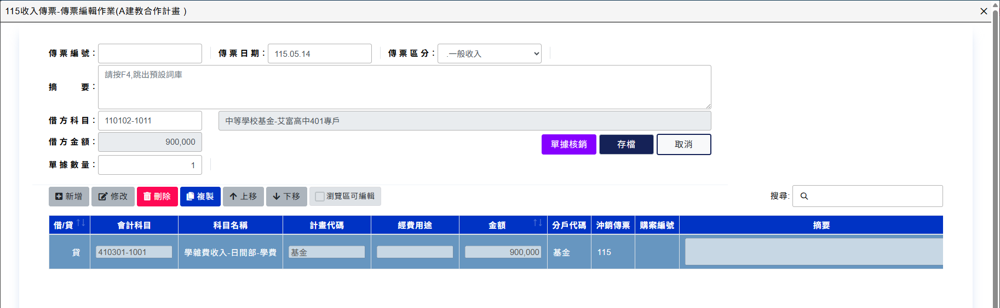 115收入傳票-傳票編輯作業(A建教合作計畫 )
傳票編號： 傳票日期： 115.05.14 傳票區分： .一般收入
摘 要： 請按F4,跳出預設詞庫
借方科目： 110102-1011 中等學校基金-艾富高中401專戶
借方金額： 900,000 單據核銷 存檔 取消
單據數量： 1
新增 修改 刪除 複製 上移 下移 瀏覽區可編輯 搜尋:
借/貸 會計科目 科目名稱 計畫代碼 經費用途 金額 分戶代碼 沖銷傳票 購案編號 摘要
貸 410301-1001 學雜費收入-日間部-學費 基金 900,000 基金 115